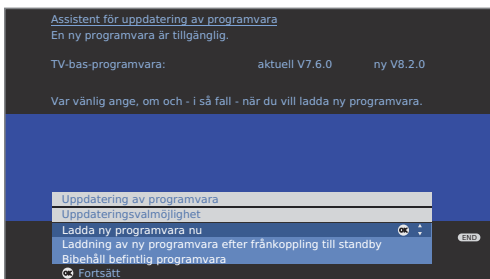 Assistent för uppdatering av programvara
En ny programvara är tillgänglig.
TV-bas-programvara: aktuell V7.6.0 ny V8.2.0
Var vänlig ange, om och - i så fall - när du vill ladda ny programvara.
Uppdatering av programvara
Uppdateringsvalmöjlighet
Ladda ny programvara nu OK
END
Laddning av ny programvara efter frånkoppling till standby
Bibehåll befintlig programvara
OK Fortsätt